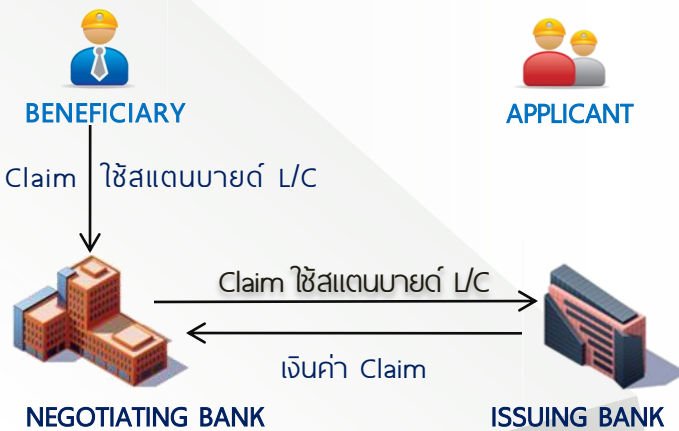 BENEFICIARY
APPLICANT
Claim ใช้สแตนบายด์ L/C
Claim ใช้สแตนบายด์ L/C
เงินค่า Claim
NEGOTIATING BANK
ISSUING BANK